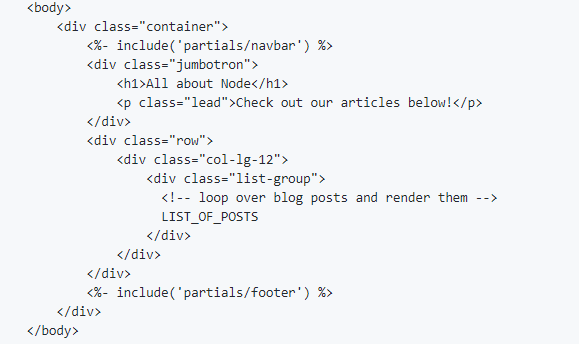 <body>
<div class="container">
<%- include('partials/navbar') %>
<div class="jumbotron">
<h1>All about Node</h1>
<p class="lead">Check out our articles below!</p>
</div>
<div class="row">
<div class="col-lg-12">
<div class="list-group">
<!-- loop over blog posts and render them -->
LIST_OF_POSTS
</div>
</div>
</div>
<%- include('partials/footer') %>
</div>
</body>